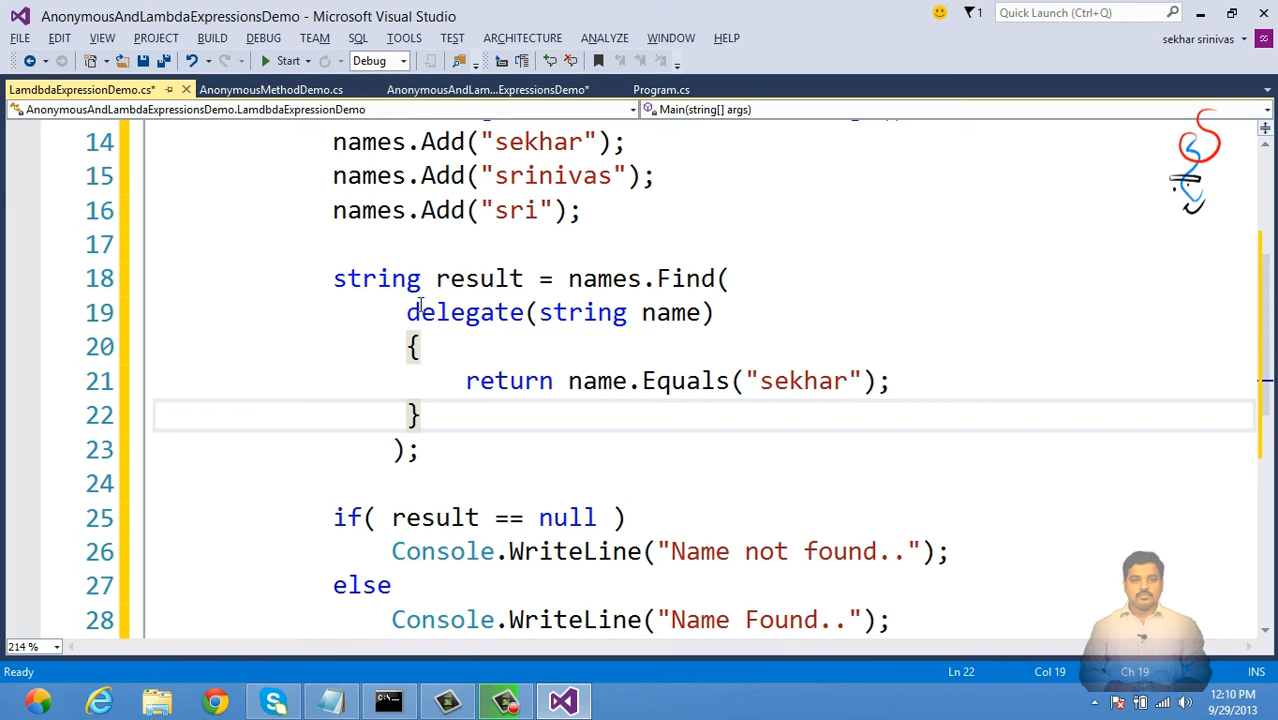 AnonymousAndLambdaExpressionsDemo - Microsoft Visual Studio
1
Quick Launch (Ctrl+Q)
FILE EDIT VIEW PROJECT BUILD DEBUG TEAM SQL TOOLS TEST ARCHITECTURE ANALYZE WINDOW HELP
sekhar srinivas
SS
Start Debug
LamdbdaExpressionDemo.cs* AnonymousMethodDemo.cs AnonymousAndLam...ExpressionsDemo* Program.cs
AnonymousAndLambdaExpressionsDemo.LamdbdaExpressionDemo Main(string[] args)
14 names.Add("sekhar");
15 names.Add("srinivas");
16 names.Add("sri");
17
18 string result = names.Find(
19 delegate(string name)
20 {
21 return name.Equals("sekhar");
22 }
23 );
24
25 if( result == null )
26 Console.WriteLine("Name not found..");
27 else
28 Console.WriteLine("Name Found..");
214 %
Ready Ln 22 Col 19 Ch 19 INS
C:\
12:10 PM
9/29/2013